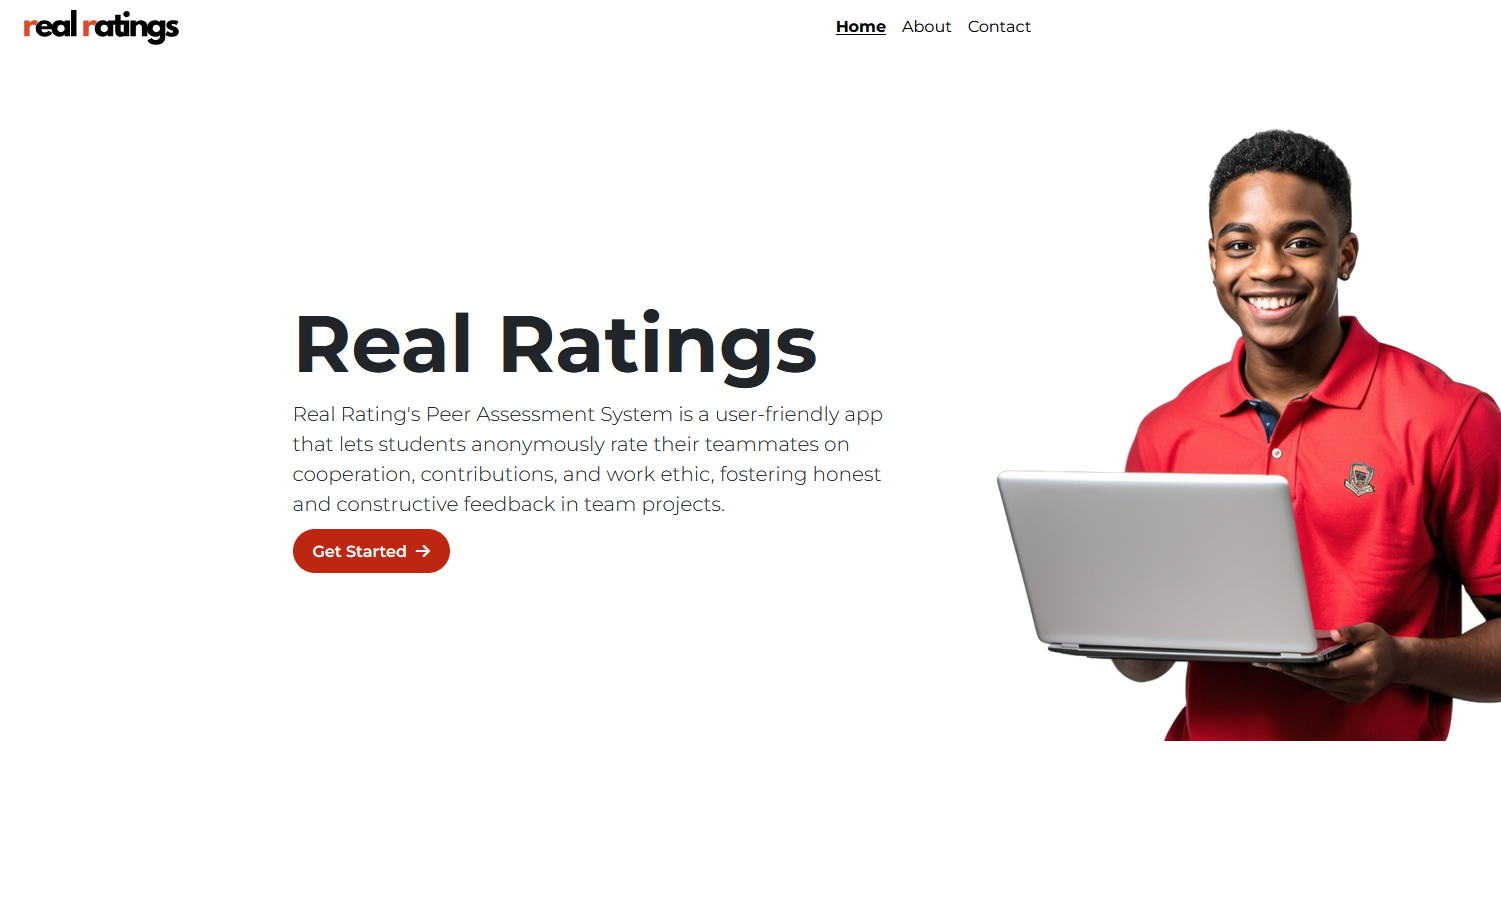 real ratings
Home About Contact
Real Ratings
Real Rating's Peer Assessment System is a user-friendly app
that lets students anonymously rate their teammates on
cooperation, contributions, and work ethic, fostering honest
and constructive feedback in team projects.
Get Started